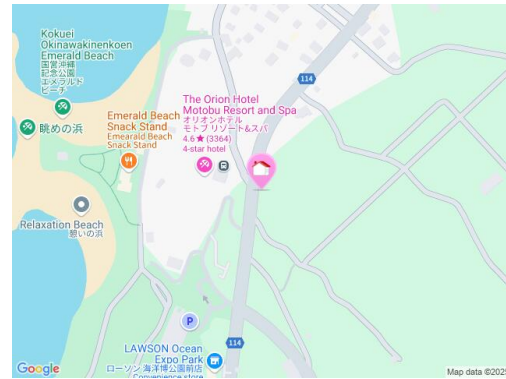 Kokuei
Okinawakinenkoen
Emerald Beach
国営沖縄
記念公園
エメラルド
ビーチ
眺めの浜
Emerald Beach
Snack Stand
Emearald Beach
Snack Stand
The Orion Hotel
Motobu Resort and Spa
オリオンホテル
モトブ リゾート&スパ
4.6 ★ (3364)
4-star hotel
114
114
Relaxation Beach
憩いの浜
P
LAWSON Ocean
Expo Park
ローソン 海洋博公園前店
Convenience store
114
Google
Map data ©2025